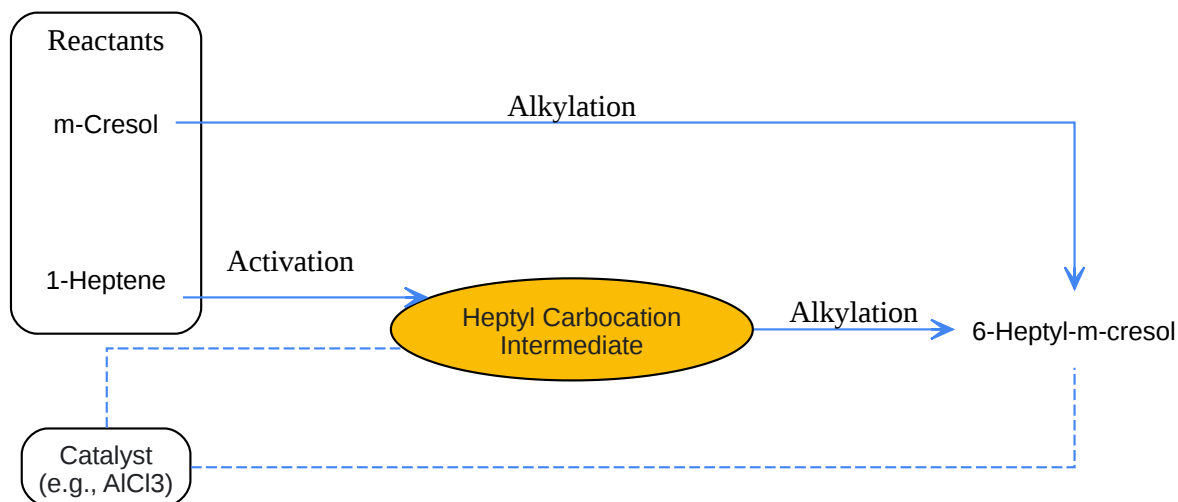 Reactants
m-Cresol
Alkylation
1-Heptene
Activation
Heptyl Carbocation
Intermediate
Alkylation
6-Heptyl-m-cresol
Catalyst
(e.g., AlCl3)